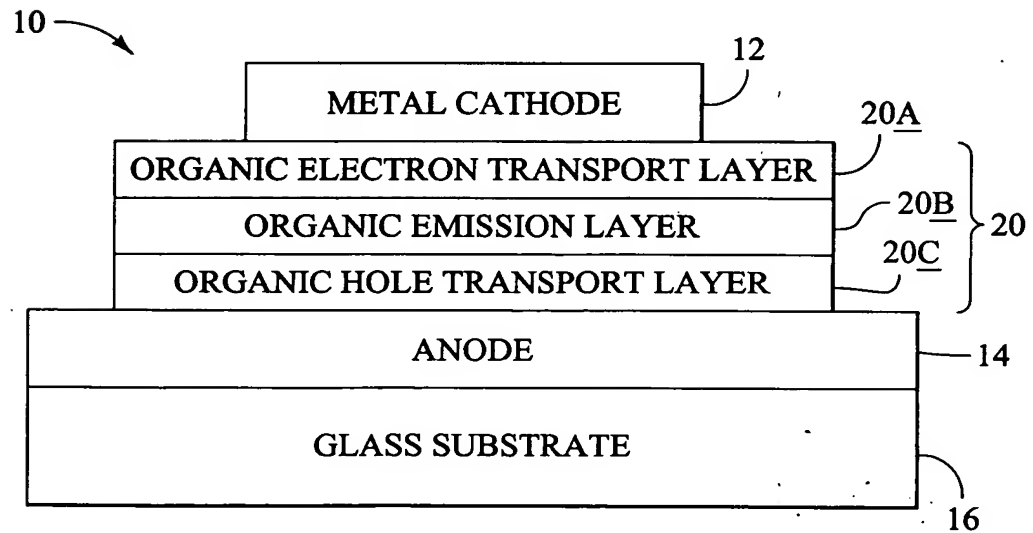 10
12
METAL CATHODE
20A
ORGANIC ELECTRON TRANSPORT LAYER
20B
ORGANIC EMISSION LAYER
20
20C
ORGANIC HOLE TRANSPORT LAYER
ANODE
14
GLASS SUBSTRATE
16